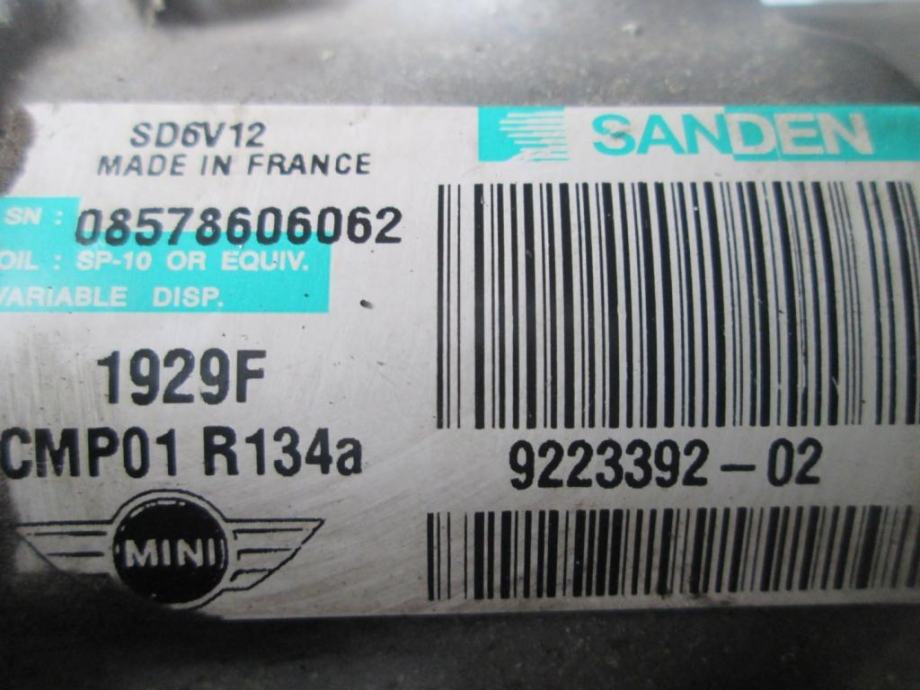 SD6V12
MADE IN FRANCE
SANDEN
SN : 08578606062
OIL : SP-10 OR EQUIV.
VARIABLE DISP.
1929F
CMP01 R134a
9223392-02
MINI